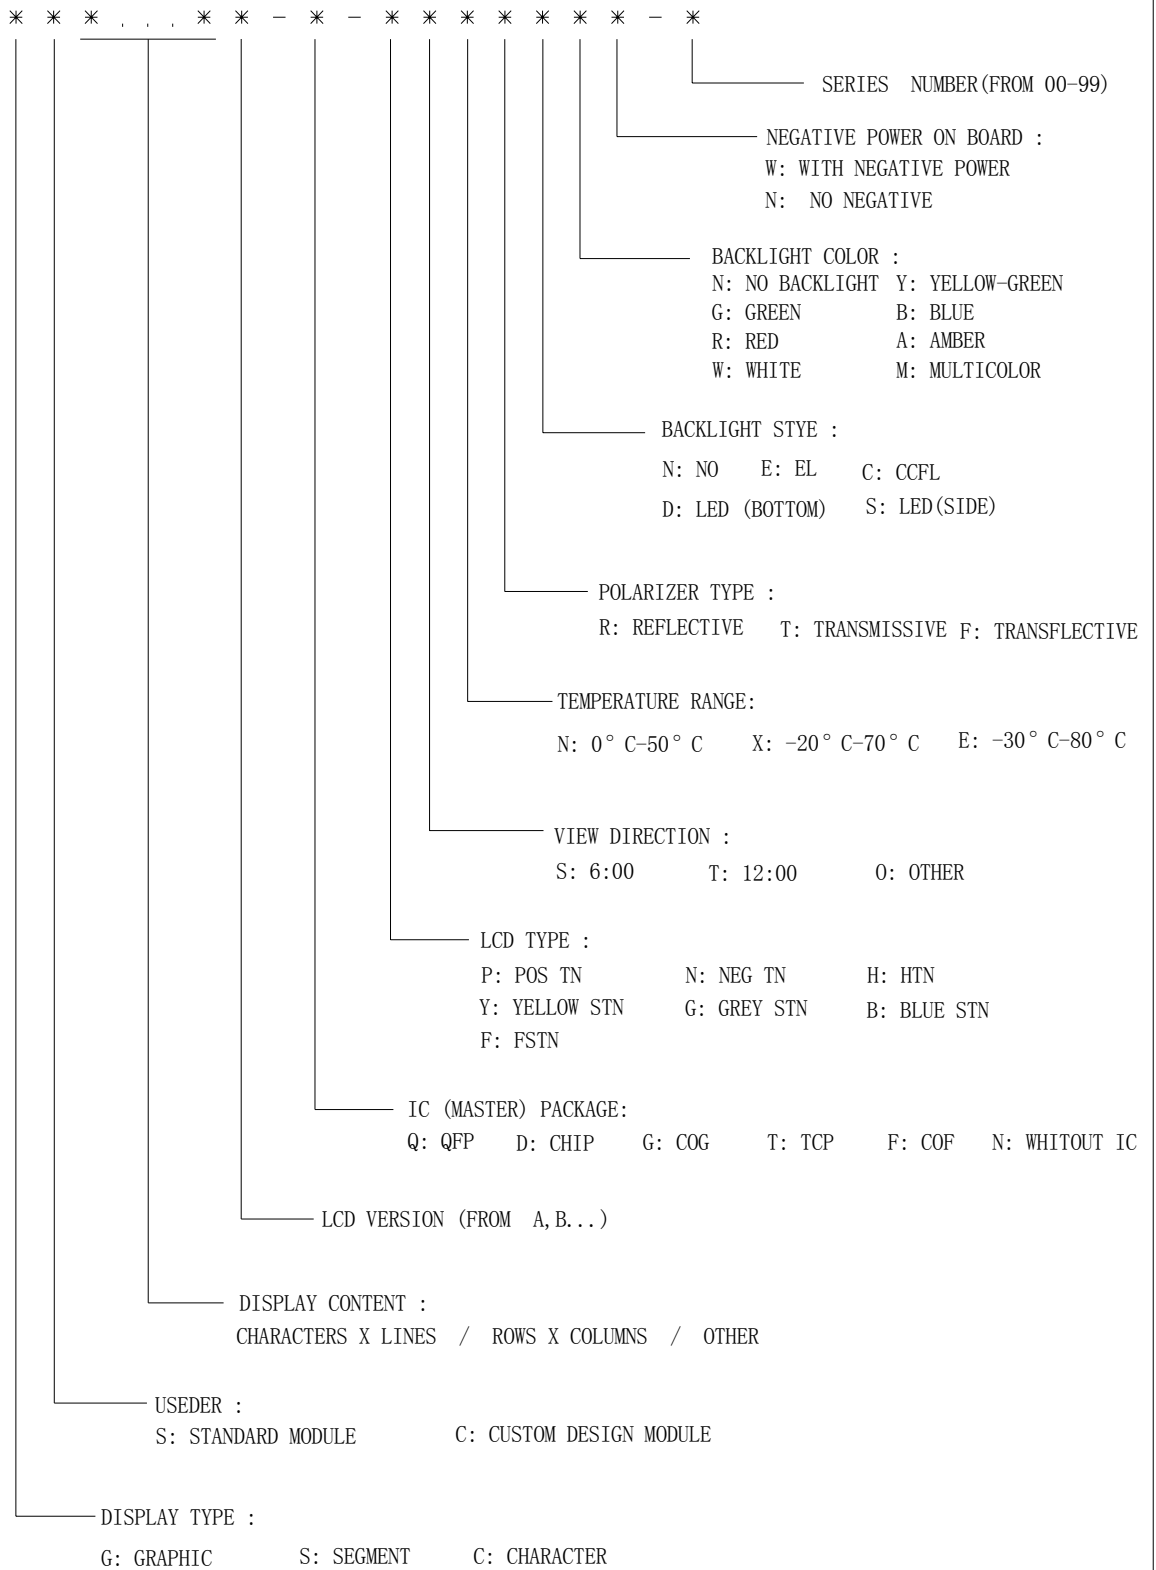 * * * . . . * * - * - * * * * * * * - *
SERIES NUMBER(FROM 00-99)
NEGATIVE POWER ON BOARD :
W: WITH NEGATIVE POWER
N: NO NEGATIVE
BACKLIGHT COLOR :
N: NO BACKLIGHT Y: YELLOW-GREEN
G: GREEN B: BLUE
R: RED A: AMBER
W: WHITE M: MULTICOLOR
BACKLIGHT STYE :
N: NO E: EL C: CCFL
D: LED (BOTTOM) S: LED(SIDE)
POLARIZER TYPE :
R: REFLECTIVE T: TRANSMISSIVE F: TRANSFLECTIVE
TEMPERATURE RANGE:
N: 0° C-50° C X: -20° C-70° C E: -30° C-80° C
VIEW DIRECTION :
S: 6:00 T: 12:00 O: OTHER
LCD TYPE :
P: POS TN N: NEG TN H: HTN
Y: YELLOW STN G: GREY STN B: BLUE STN
F: FSTN
IC (MASTER) PACKAGE:
Q: QFP D: CHIP G: COG T: TCP F: COF N: WHITOUT IC
LCD VERSION (FROM A,B...)
DISPLAY CONTENT :
CHARACTERS X LINES / ROWS X COLUMNS / OTHER
USEDER :
S: STANDARD MODULE C: CUSTOM DESIGN MODULE
DISPLAY TYPE :
G: GRAPHIC S: SEGMENT C: CHARACTER